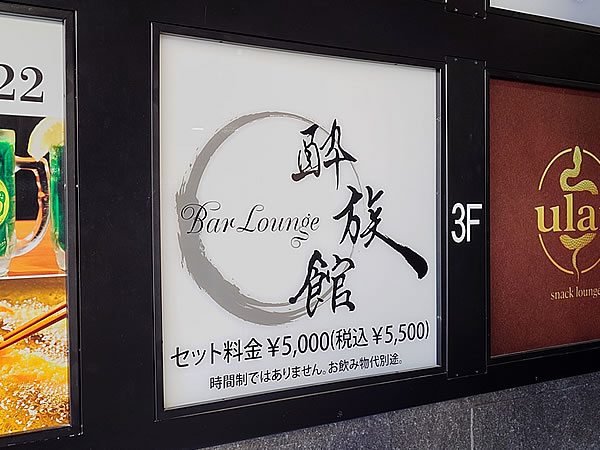 22
Bar Lounge
酔族館
セット料金 ¥5,000(税込 ¥5,500)
時間制ではありません。お飲み物代別途。
3F
ula
snack lounge